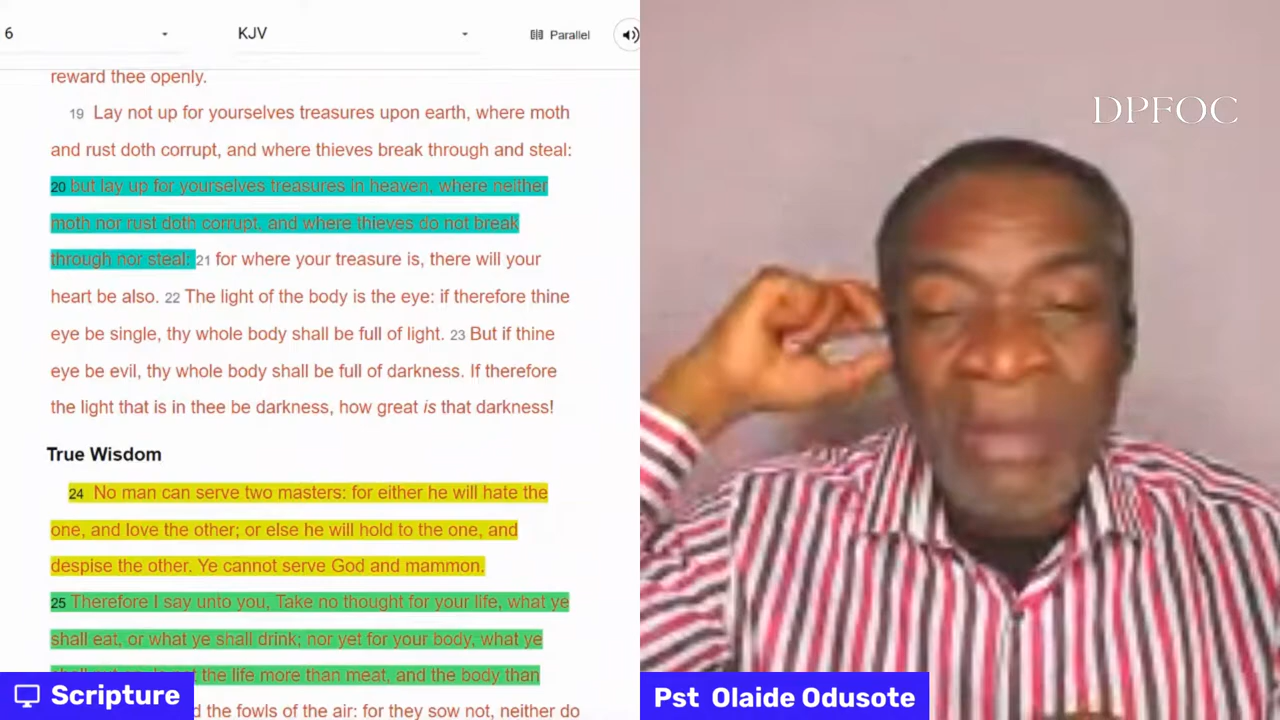 6
KJV
Parallel
reward thee openly.
19 Lay not up for yourselves treasures upon earth, where moth
and rust doth corrupt, and where thieves break through and steal:
20 but lay up for yourselves treasures in heaven, where neither
moth nor rust doth corrupt, and where thieves do not break
through nor steal: 21 for where your treasure is, there will your
heart be also. 22 The light of the body is the eye: if therefore thine
eye be single, thy whole body shall be full of light. 23 But if thine
eye be evil, thy whole body shall be full of darkness. If therefore
the light that is in thee be darkness, how great is that darkness!
True Wisdom
24 No man can serve two masters: for either he will hate the
one, and love the other; or else he will hold to the one, and
despise the other. Ye cannot serve God and mammon.
25 Therefore I say unto you, Take no thought for your life, what ye
shall eat, or what ye shall drink; nor yet for your body, what ye
the life more than meat, and the body than
the fowls of the air: for they sow not, neither do
Scripture
DPFOC
Pst Olaide Odusote